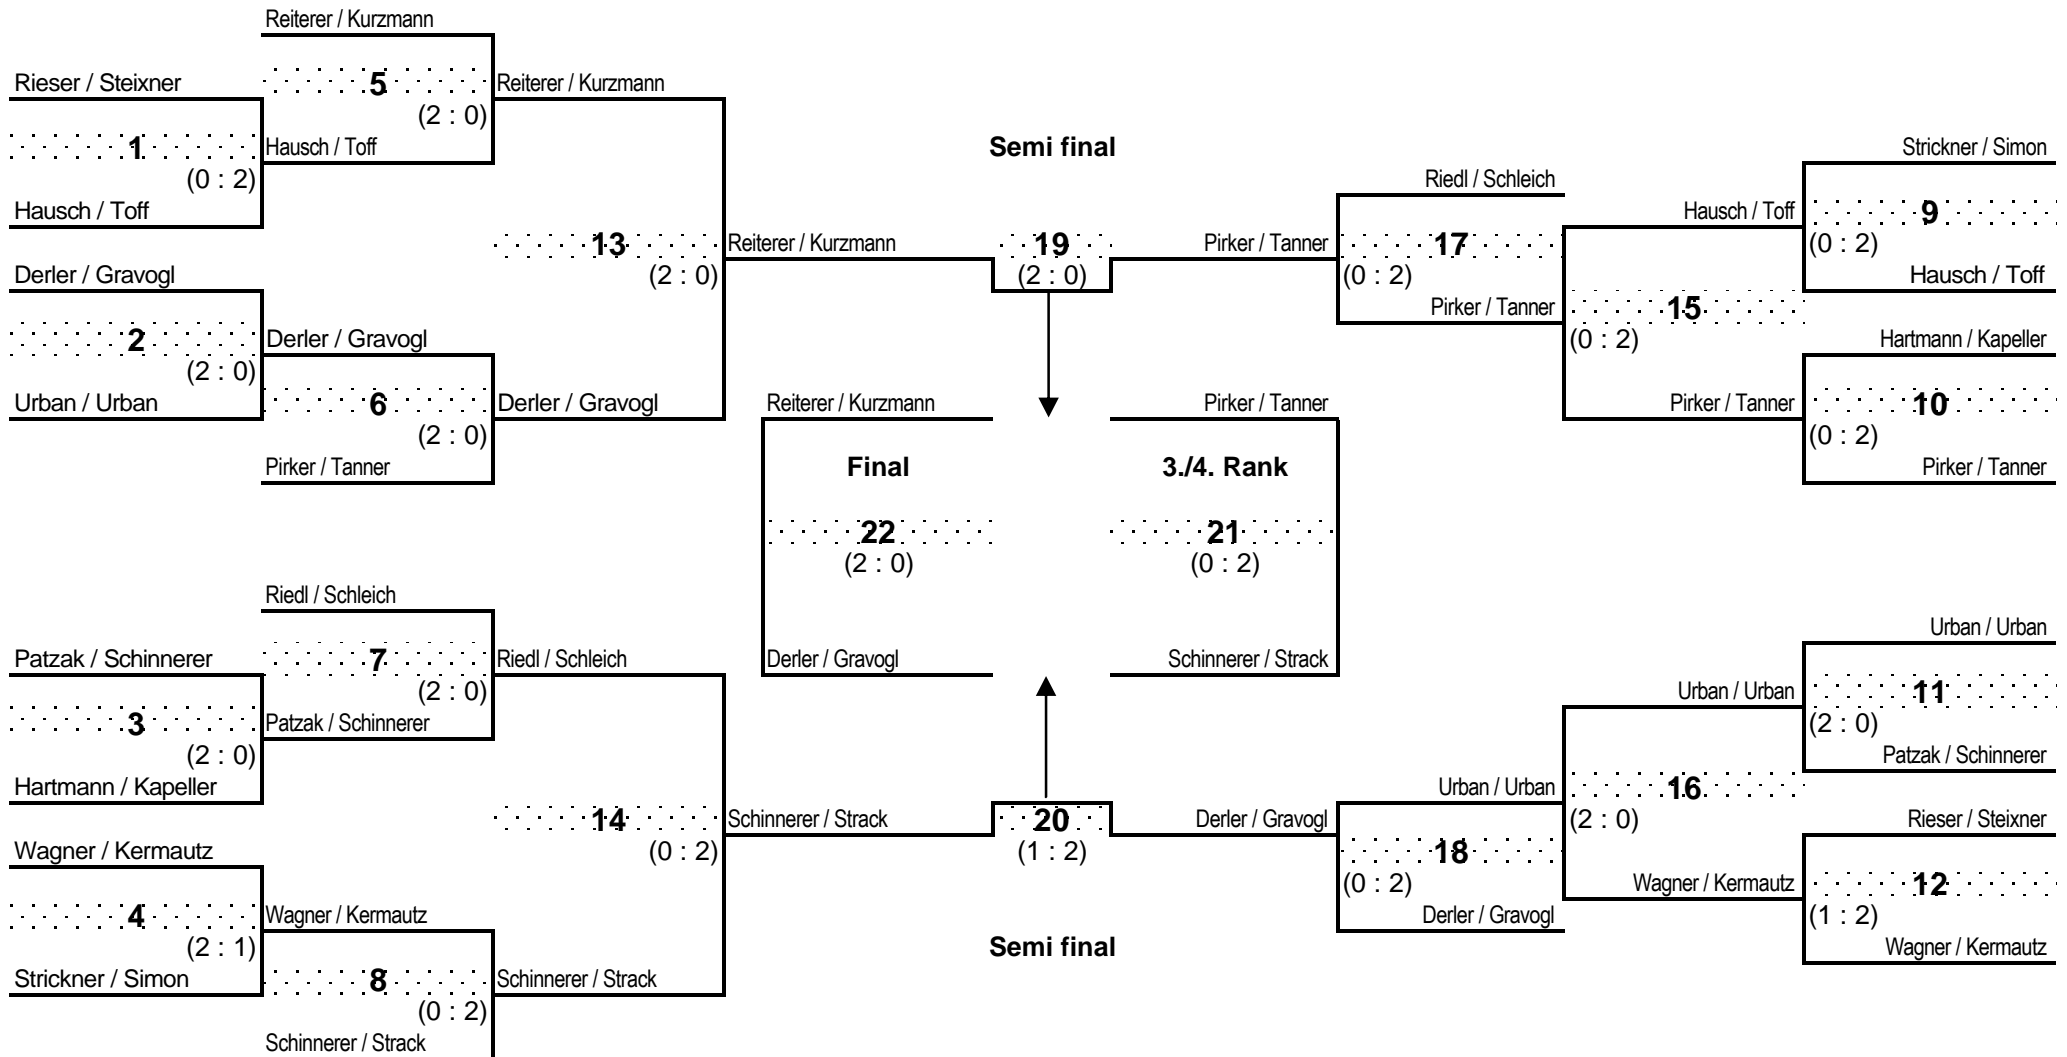 Reiterer / Kurzmann
Rieser / Steixner
5
Reiterer / Kurzmann
(2 : 0)
1
Hausch / Toff
(0 : 2)
Hausch / Toff
13
Reiterer / Kurzmann
(2 : 0)
Derler / Gravogl
2
Derler / Gravogl
(2 : 0)
Urban / Urban
6
Derler / Gravogl
(2 : 0)
Pirker / Tanner
Riedl / Schleich
Patzak / Schinnerer
7
Riedl / Schleich
(2 : 0)
3
Patzak / Schinnerer
(2 : 0)
Hartmann / Kapeller
14
Schinnerer / Strack
(0 : 2)
Wagner / Kermautz
4
Wagner / Kermautz
(2 : 1)
Strickner / Simon
8
Schinnerer / Strack
(0 : 2)
Schinnerer / Strack
Semi final
19
(2 : 0)
Reiterer / Kurzmann
Final
22
(2 : 0)
Derler / Gravogl
Pirker / Tanner
3./4. Rank
21
(0 : 2)
Schinnerer / Strack
20
(1 : 2)
Semi final
Strickner / Simon
Riedl / Schleich
Hausch / Toff
9
(0 : 2)
Pirker / Tanner
17
(0 : 2)
Hausch / Toff
Pirker / Tanner
15
(0 : 2)
Hartmann / Kapeller
Pirker / Tanner
10
(0 : 2)
Pirker / Tanner
Urban / Urban
Urban / Urban
11
(2 : 0)
Patzak / Schinnerer
Urban / Urban
16
(2 : 0)
Derler / Gravogl
18
(0 : 2)
Derler / Gravogl
Rieser / Steixner
Wagner / Kermautz
12
(1 : 2)
Wagner / Kermautz